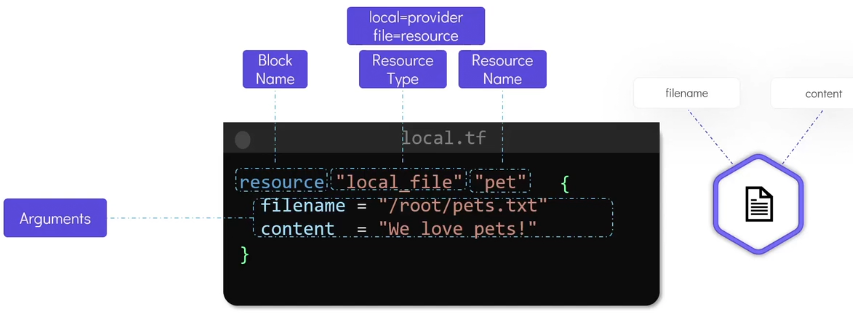 local=provider
file=resource
Block
Name
Resource
Type
Resource
Name
filename
content
local.tf
resource "local_file" "pet" {
filename = "/root/pets.txt"
content = "We love pets!"
}
Arguments